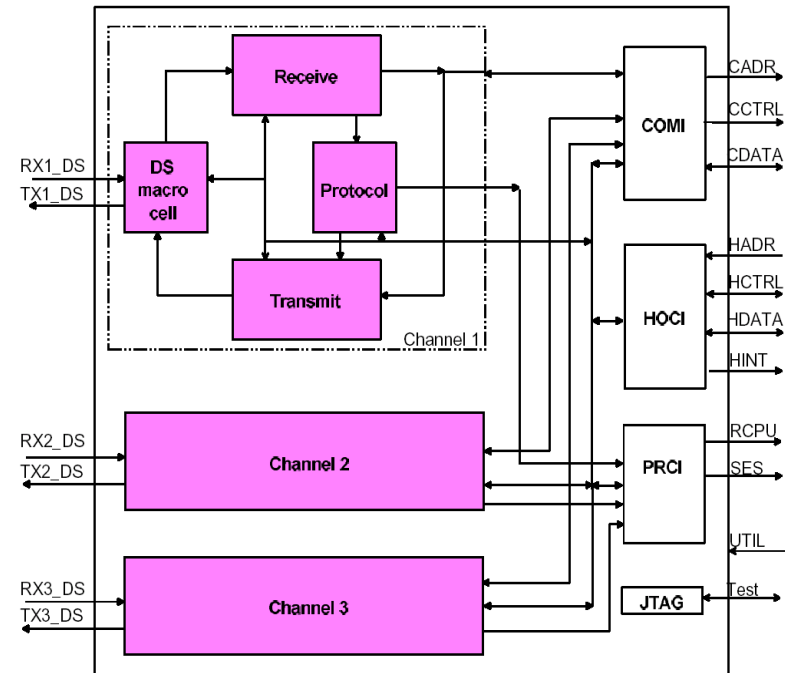 Receive
COMI
CADR
CCTRL
CDATA
RX1_DS
TX1_DS
DS
macro
cell
Protocol
Transmit
Channel 1
HOCI
HADR
HCTRL
HDATA
HINT
RX2_DS
TX2_DS
Channel 2
PRCI
RCPU
SES
UTIL
RX3_DS
TX3_DS
Channel 3
JTAG
Test